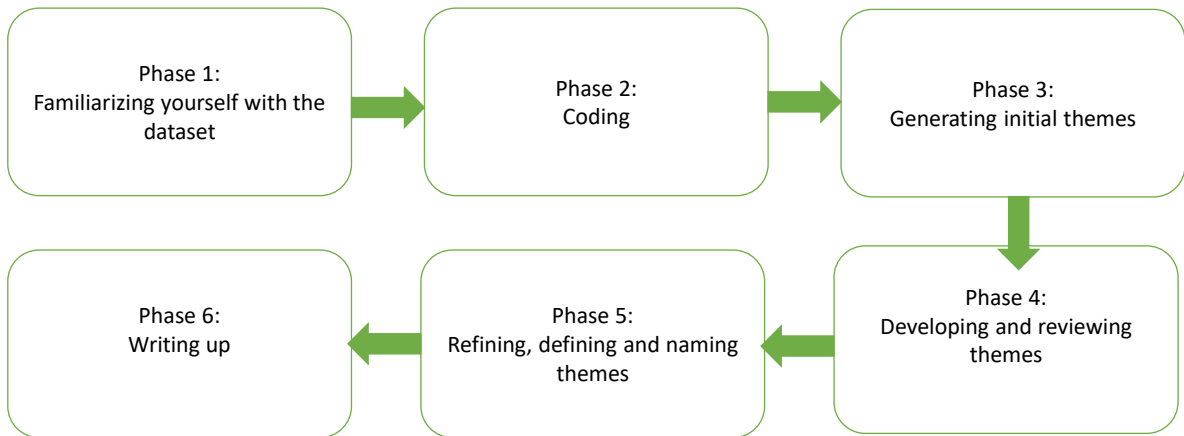 Phase 1:
Familiarizing yourself with the
dataset
Phase 2:
Coding
Phase 3:
Generating initial themes
Phase 4:
Developing and reviewing
themes
Phase 5:
Refining, defining and naming
themes
Phase 6:
Writing up